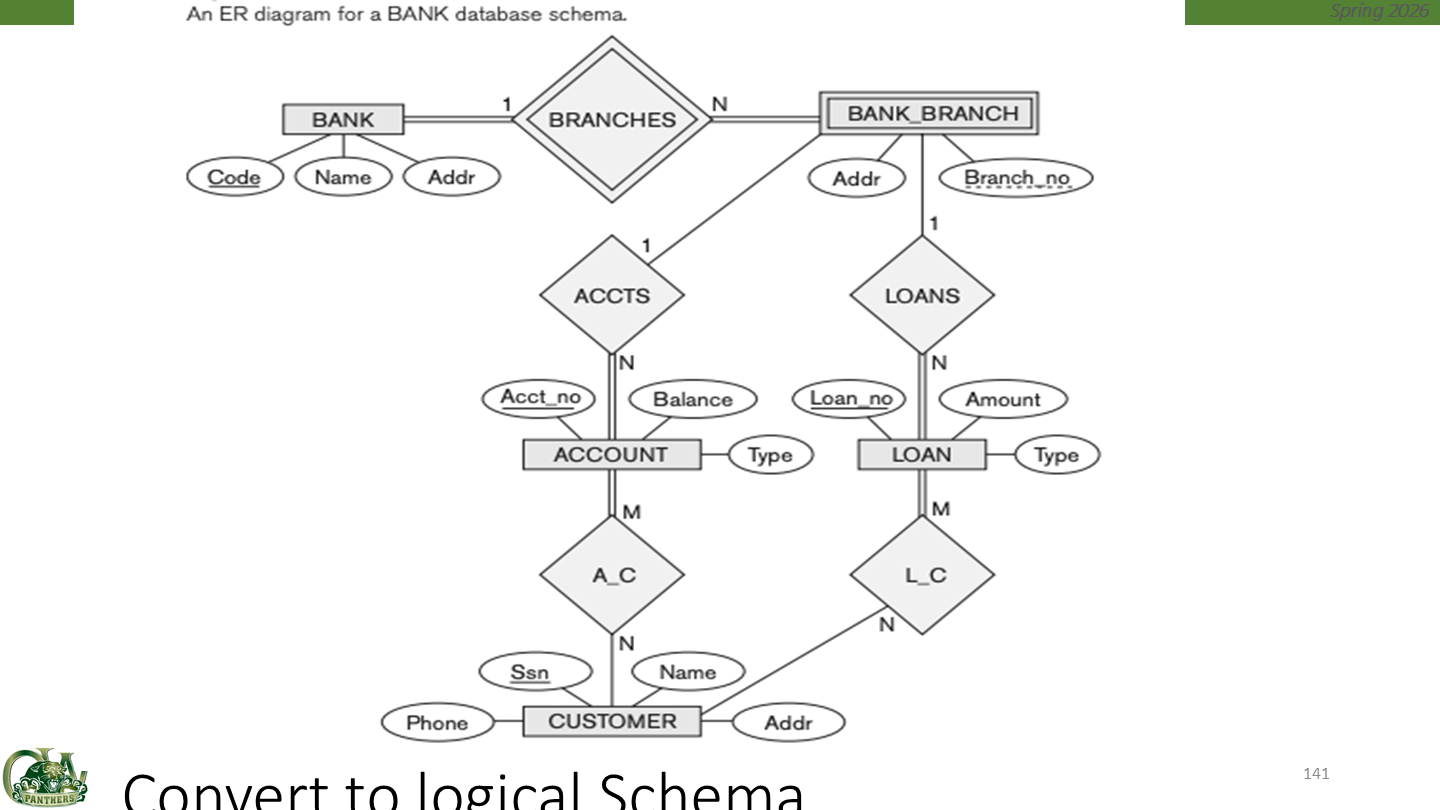 An ER diagram for a BANK database schema.
Spring 2026
1
N
BANK
BRANCHES
BANK_BRANCH
Code
Name
Addr
Addr
Branch_no
1
1
ACCTS
LOANS
N
N
Acct_no
Balance
Loan_no
Amount
ACCOUNT
Type
LOAN
Type
M
M
A_C
L_C
N
N
Ssn
Name
Phone
CUSTOMER
Addr
PANTHERS
141
Convert to logical Schema